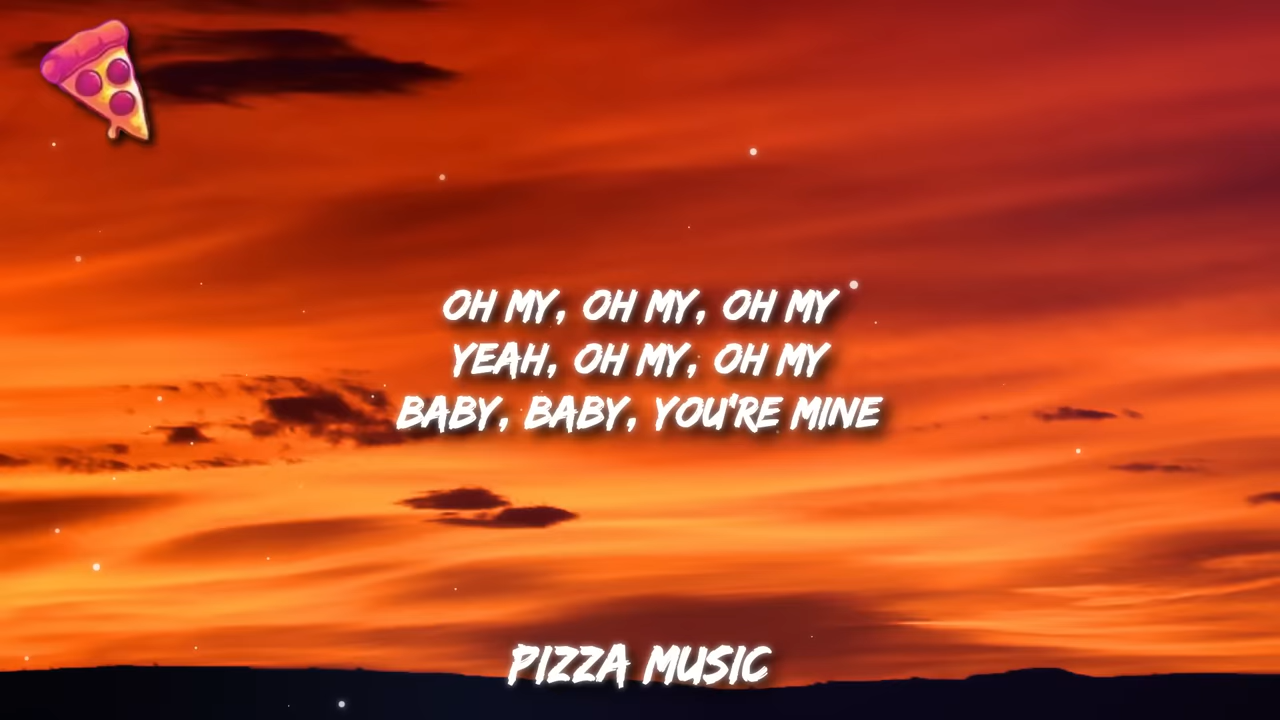 OH MY, OH MY, OH MY
YEAH, OH MY, OH MY
BABY, BABY, YOU'RE MINE
PIZZA MUSIC